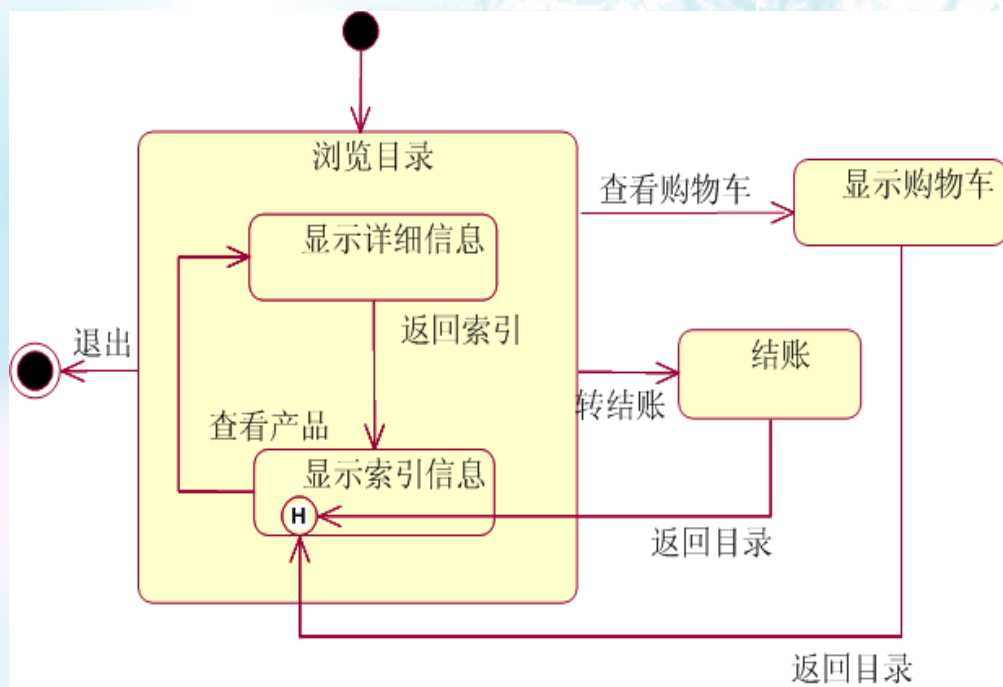 浏览目录
查看购物车
显示购物车
显示详细信息
返回索引
退出
结账
转结账
查看产品
显示索引信息
H
返回目录
返回目录